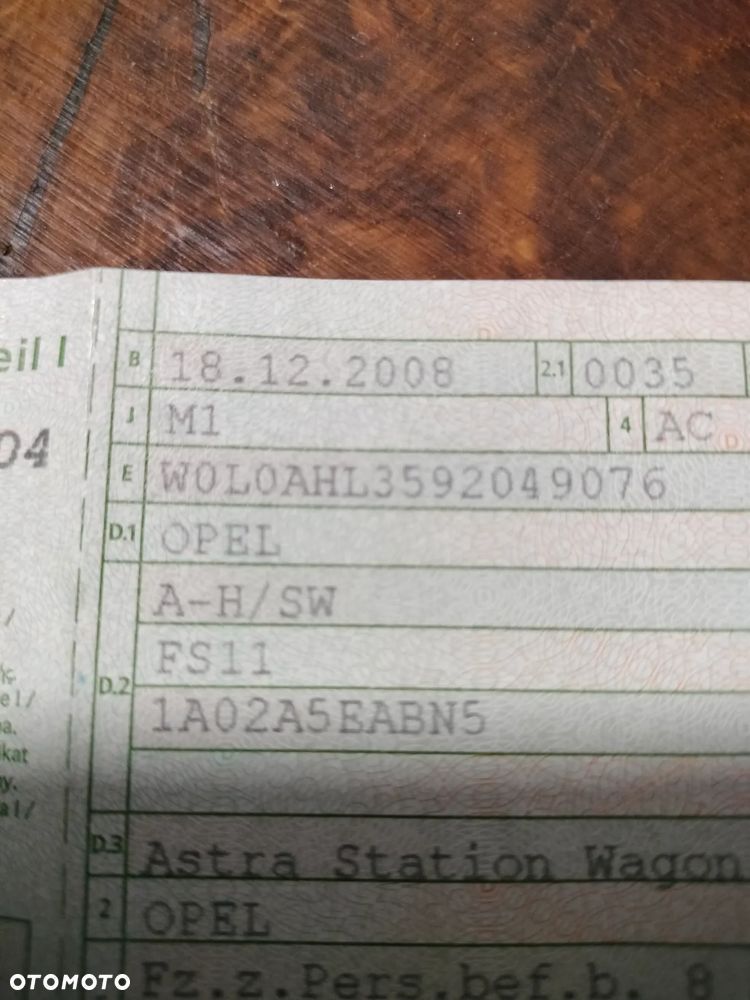 eil I
B 18.12.2008 2.1 0035
J M1 4 AC
04
E W0L0AHL3592049076
D.1 OPEL
A-H/SW
FS11
D.2
1A02A5EABN5
e l /
kat
a l /
D.3 Astra Station Wagon
2 OPEL
Fz.z.Pers.bef.b. 8
OTOMOTO